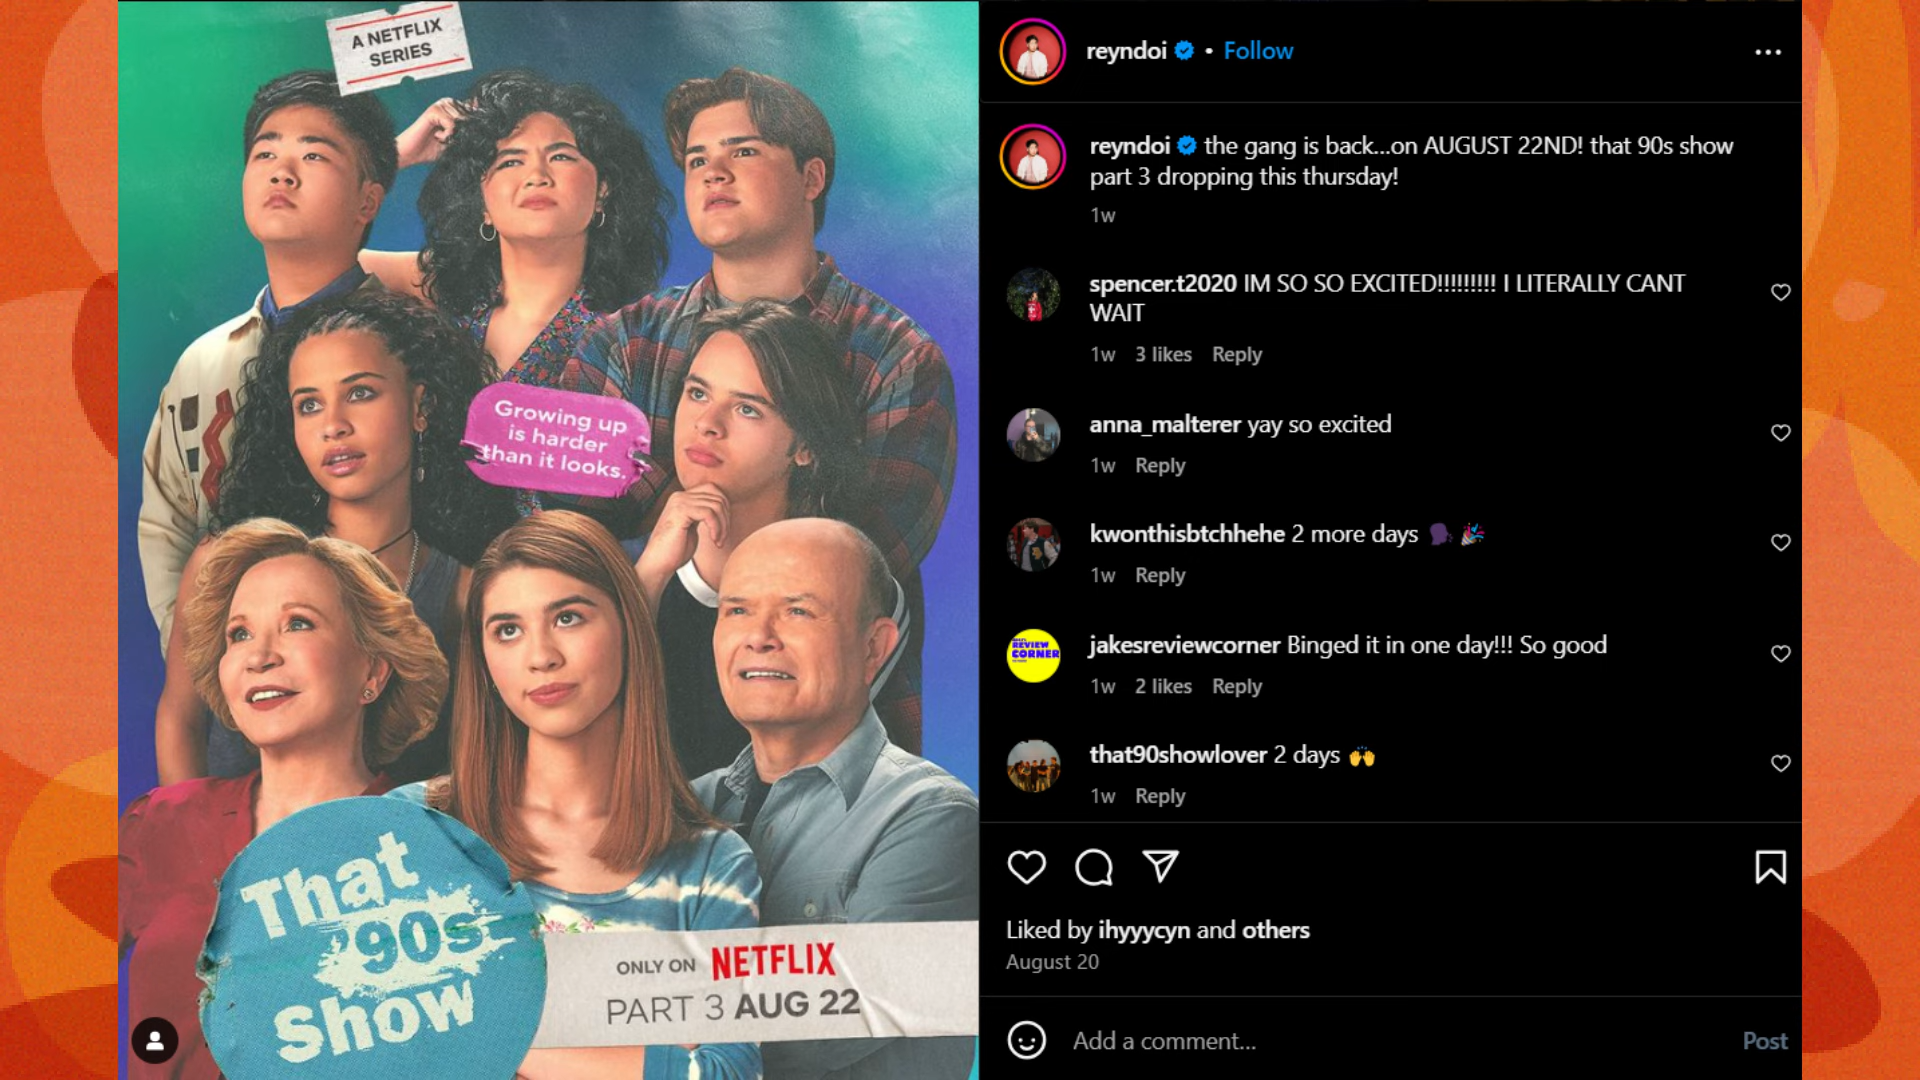 A NETFLIX
SERIES
Growing up
is harder
than it looks.
That
'90s
Show
ONLY ON NETFLIX
PART 3 AUG 22
reyndoi • Follow
reyndoi the gang is back...on AUGUST 22ND! that 90s show
part 3 dropping this thursday!
1w
spencer.t2020 IM SO SO EXCITED!!!!!!!!! I LITERALLY CANT
WAIT
1w 3 likes Reply
anna_malterer yay so excited
1w Reply
kwonthisbtchhehe 2 more days 🗣️🎉
1w Reply
REVIEW
CORNER
jakesreviewcorner Binged it in one day!!! So good
1w 2 likes Reply
that90showlover 2 days 🙌
1w Reply
Liked by ihyyycyn and others
August 20
Add a comment...
Post